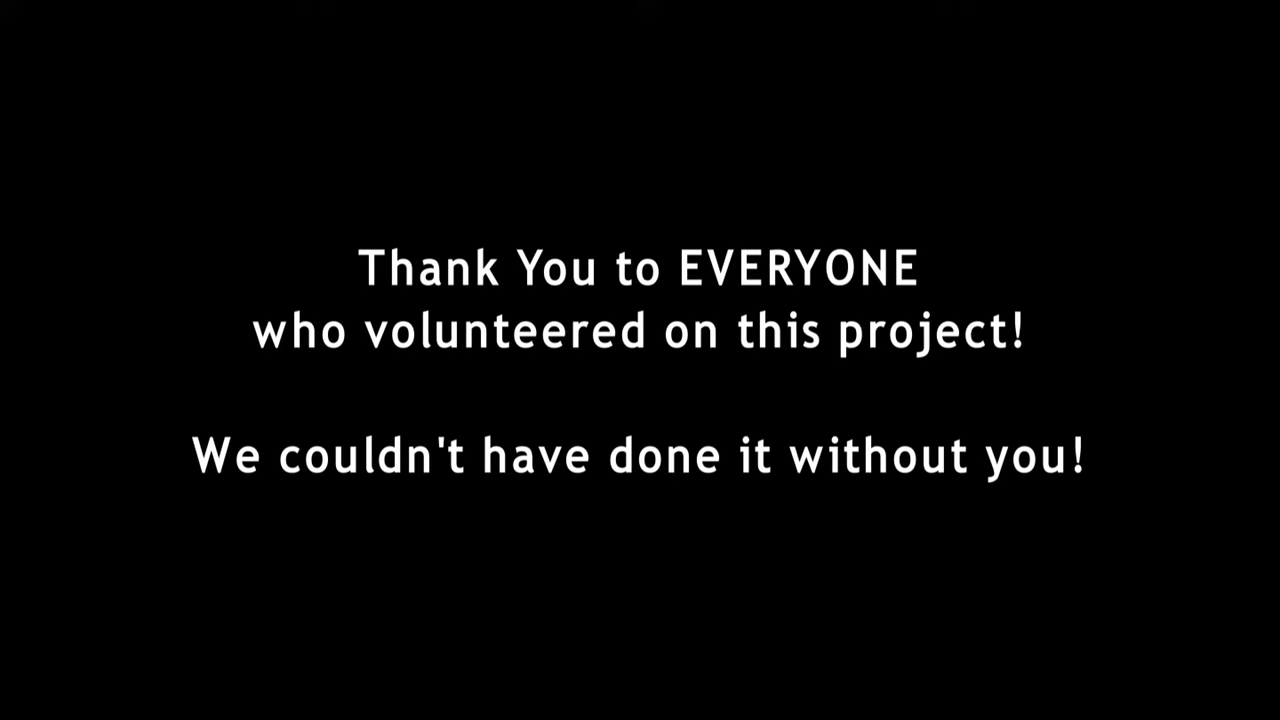 Thank You to EVERYONE
who volunteered on this project!
We couldn't have done it without you!